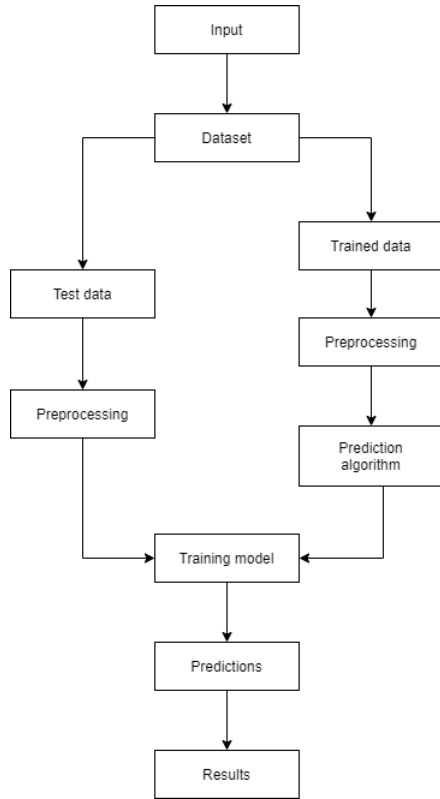 Input
Dataset
Trained data
Test data
Preprocessing
Preprocessing
Prediction
algorithm
Training model
Predictions
Results